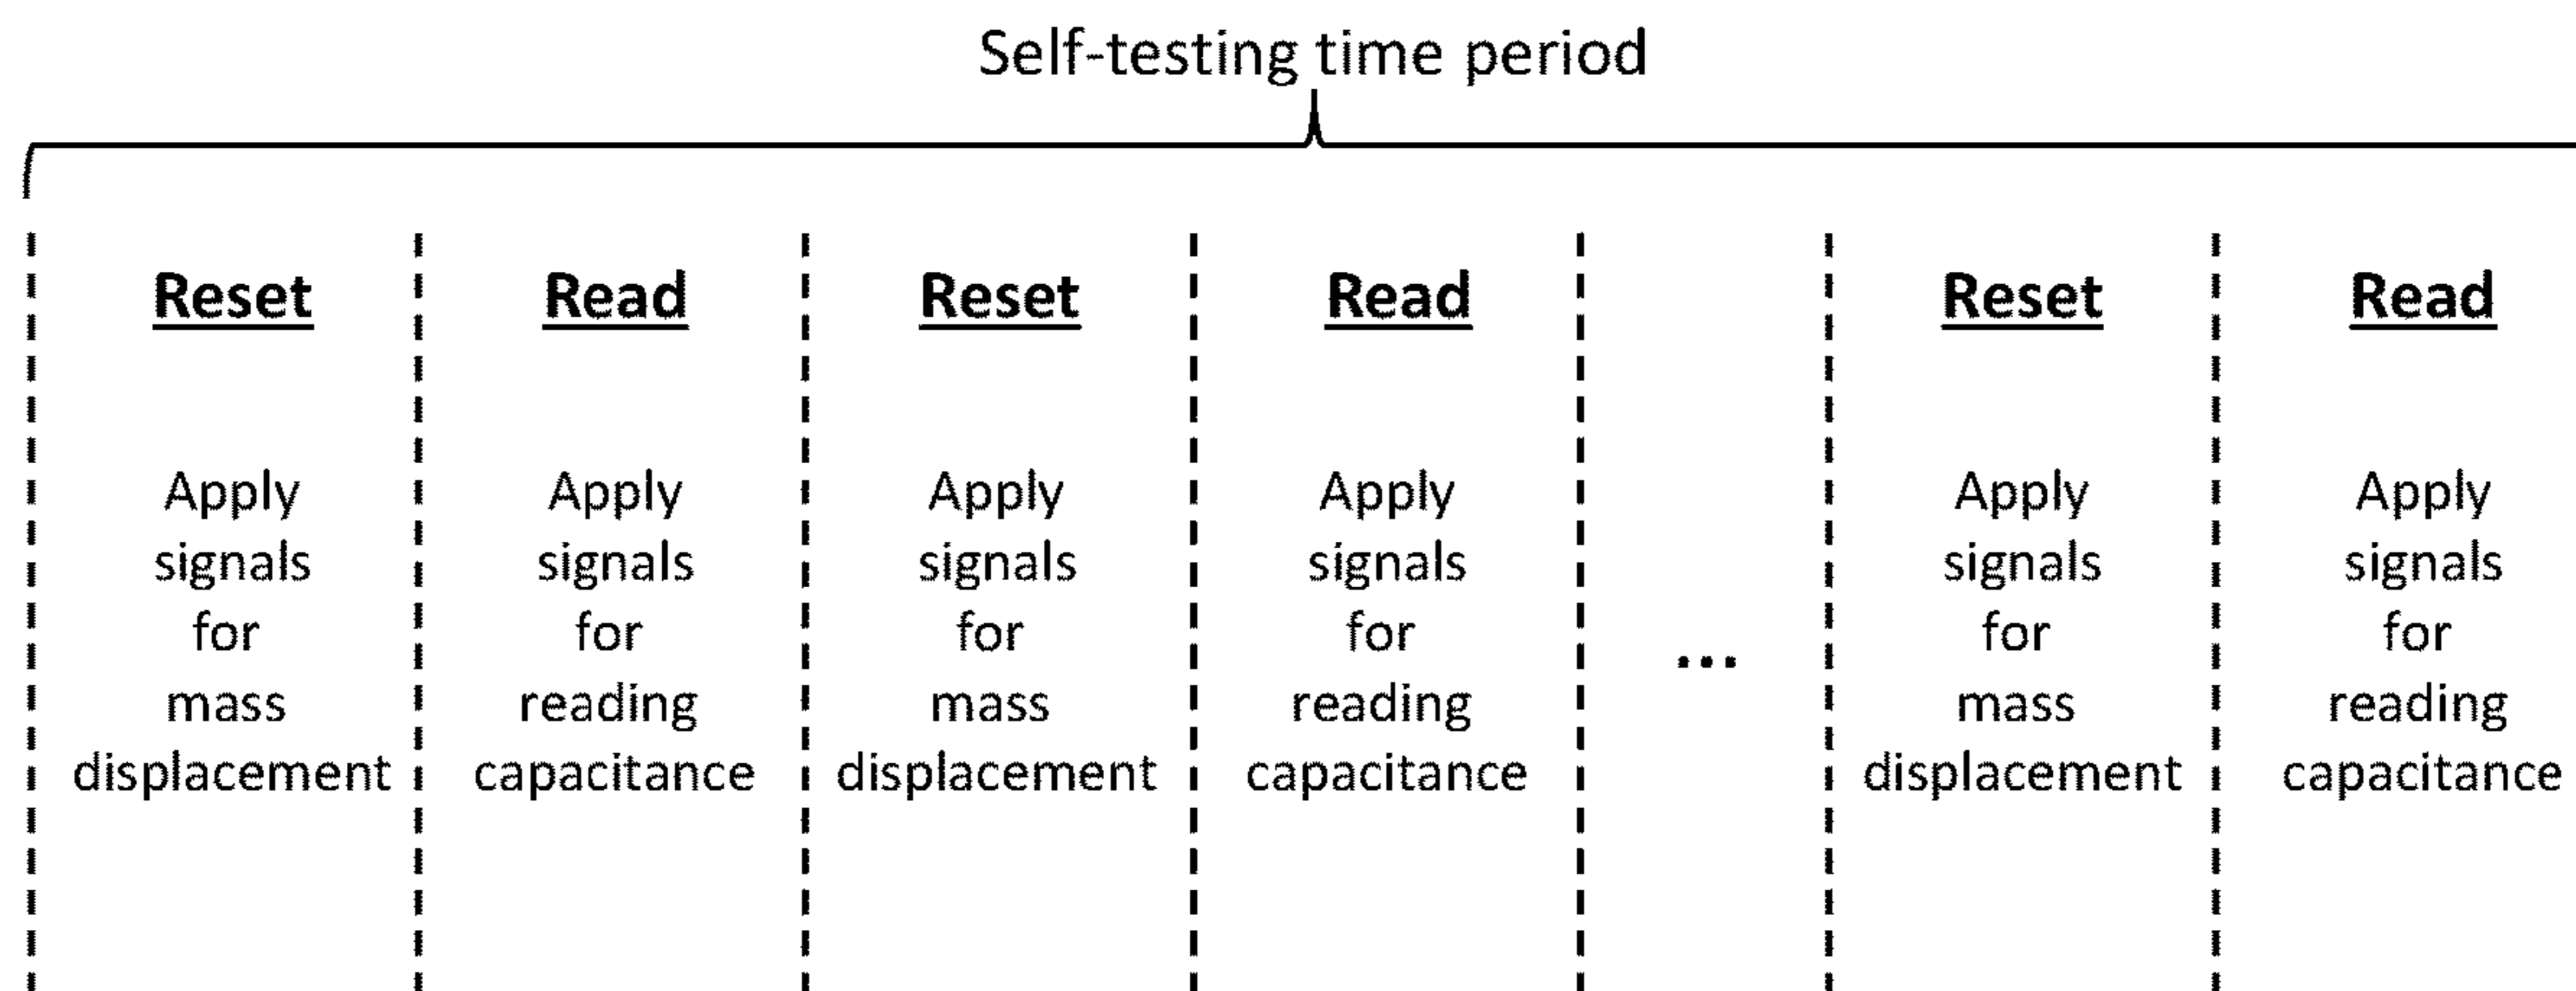 Self-testing time period
Reset
Apply
signals
for
mass
displacement
Read
Apply
signals
for
reading
capacitance
Reset
Apply
signals
for
mass
displacement
Read
Apply
signals
for
reading
capacitance
...
Reset
Apply
signals
for
mass
displacement
Read
Apply
signals
for
reading
capacitance